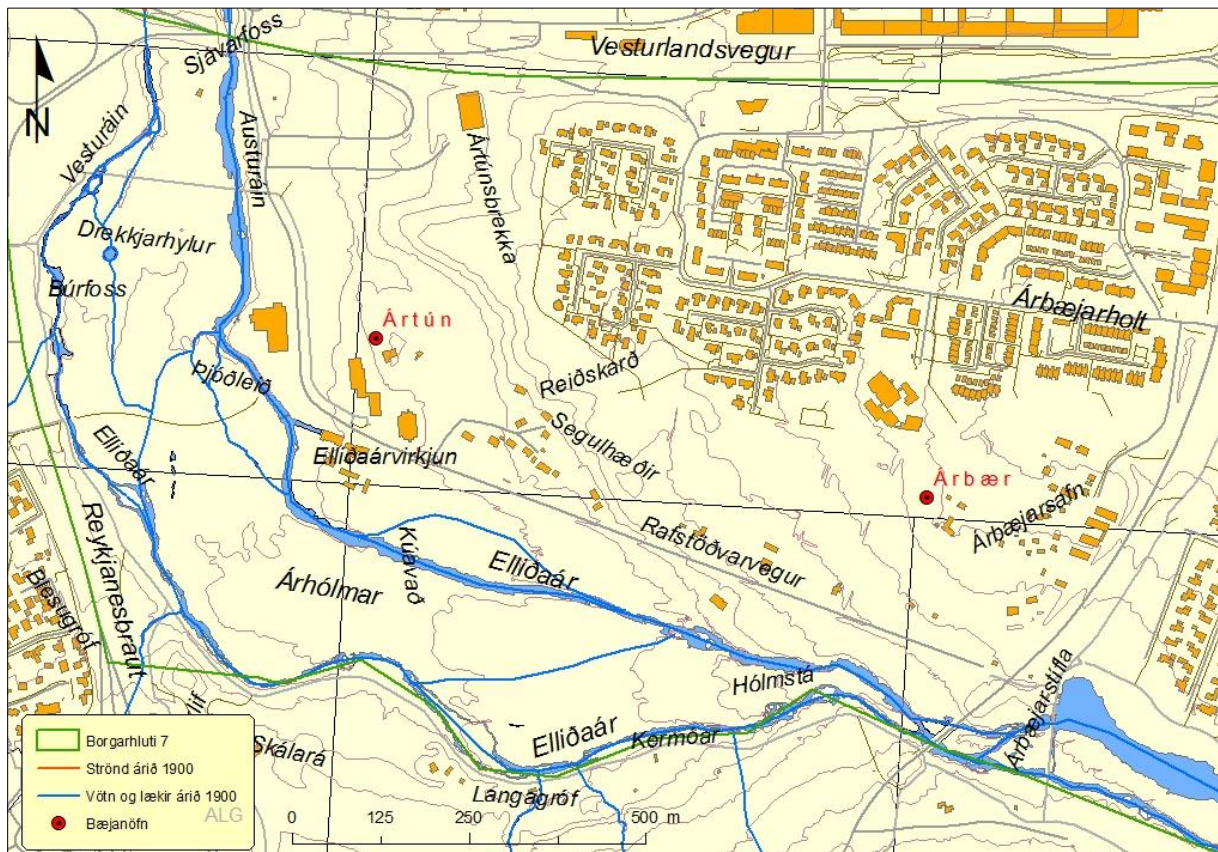 Sjávarfoss
Vesturlandsvegur
N
Vesturáin
Austuráin
Ártúnsbrekka
Drekkjarhylur
Búrfoss
Árbæjarholt
Ártún
Þjóðleið
Reiðskarð
Segulhæðir
Elliðaár
Elliðaárvirkjun
Árbær
Árbæjarsafn
Reykjanesbraut
Blesugróf
Kúavað
Rafstöðvarvegur
Elliðaár
Árhólmar
Hólmstá
Árbæjarstífla
Elliðaár
Kermóar
Skálará
Langagróf
Borgarhluti 7
Strönd árið 1900
Vötn og lækir árið 1900
ALG
Bæjanöfn
0 125 250 500 m